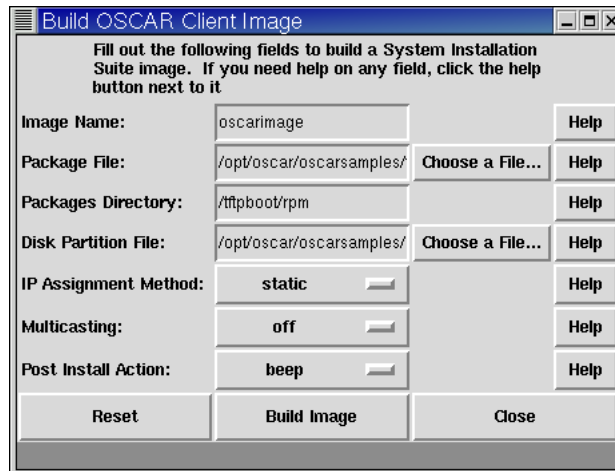 Build OSCAR Client Image
Fill out the following fields to build a System Installation
Suite image. If you need help on any field, click the help
button next to it
Image Name: oscarimage Help
Package File: /opt/oscar/oscarsamples/ Choose a File... Help
Packages Directory: /tftpboot/rpm Help
Disk Partition File: /opt/oscar/oscarsamples/ Choose a File... Help
IP Assignment Method: static Help
Multicasting: off Help
Post Install Action: beep Help
Reset Build Image Close